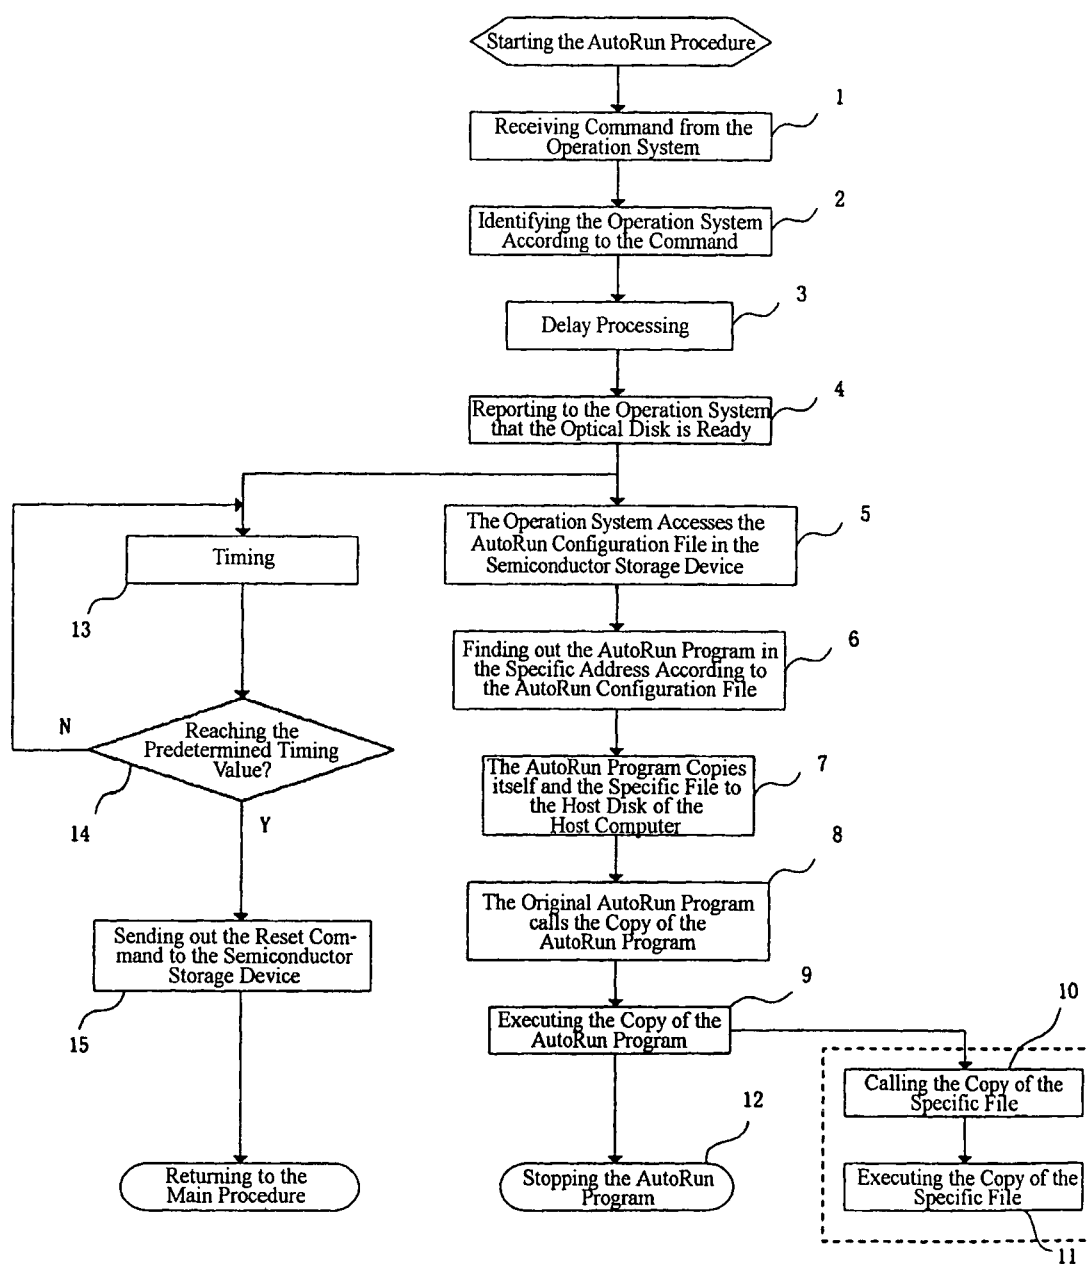 Starting the AutoRun Procedure
1
Receiving Command from the
Operation System
2
Identifying the Operation System
According to the Command
3
Delay Processing
4
Reporting to the Operation System
that the Optical Disk is Ready
5
The Operation System Accesses the
AutoRun Configuration File in the
Semiconductor Storage Device
Timing
13
6
Finding out the AutoRun Program in
the Specific Address According to
the AutoRun Configuration File
N
Reaching the
Predetermined Timing
Value?
14
Y
7
The AutoRun Program Copies
itself and the Specific File to
the Host Disk of the
Host Computer
8
The Original AutoRun Program
calls the Copy of the
AutoRun Program
Sending out the Reset Com-
mand to the Semiconductor
Storage Device
15
9
Executing the Copy of the
AutoRun Program
10
Calling the Copy of the
Specific File
12
Returning to the
Main Procedure
Stopping the AutoRun
Program
Executing the Copy of the
Specific File
11